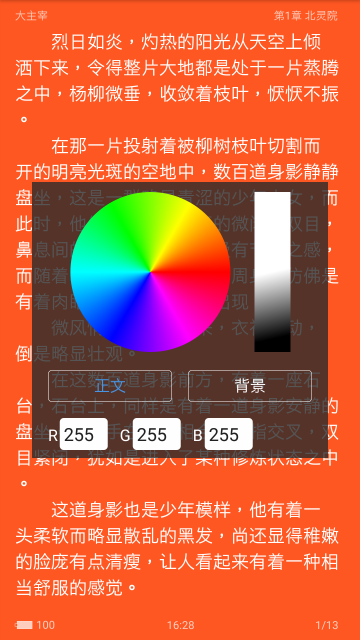 大主宰 第1章 北灵院
烈日如炎，灼热的阳光从天空上倾
洒下来，令得整片大地都是处于一片蒸腾
之中，杨柳微垂，收敛着枝叶，恹恹不振
。
在那一片投射着被柳树枝叶切割而
开的明亮光斑的空地中，数百道身影静静
盘坐，这是一 青涩的少 女，而
此时，他 的微 双目，
鼻息间 有 之感，
而随着 周身 仿佛是
有着肉眼 出现
微风 ，衣 动，
倒是略显壮观。
在这数百道身影前方，有着一座石
台，石台上，同样是有着一道身影安静的
盘坐 手 指交叉，双
目紧闭，犹如是进入了某种修炼状态之中
。
正文 背景
R 255 G 255 B 255
这道身影也是少年模样，他有着一
头柔软而略显散乱的黑发，尚还显得稚嫩
的脸庞有点清瘦，让人看起来有着一种相
当舒服的感觉。
100 16:28 1/13